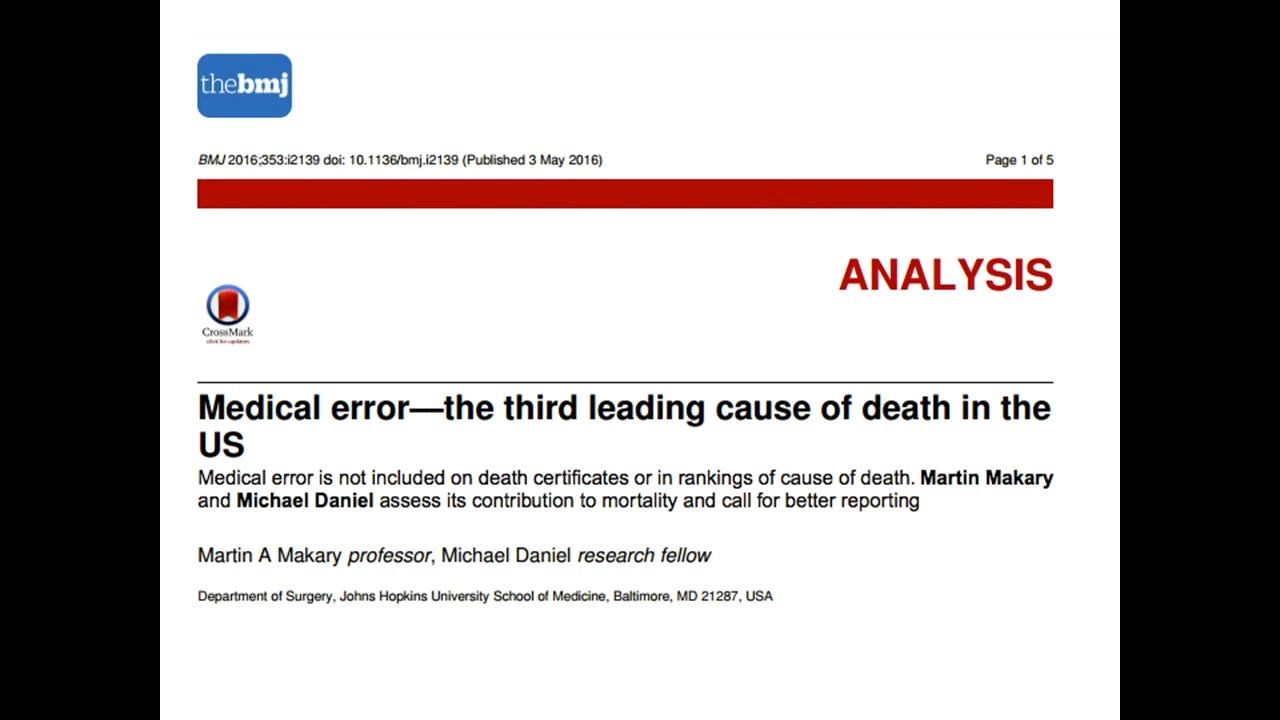 thebmj
BMJ 2016;353:i2139 doi: 10.1136/bmj.i2139 (Published 3 May 2016)
Page 1 of 5
ANALYSIS
CrossMark
click for updates
Medical error—the third leading cause of death in the
US
Medical error is not included on death certificates or in rankings of cause of death. Martin Makary
and Michael Daniel assess its contribution to mortality and call for better reporting
Martin A Makary professor, Michael Daniel research fellow
Department of Surgery, Johns Hopkins University School of Medicine, Baltimore, MD 21287, USA